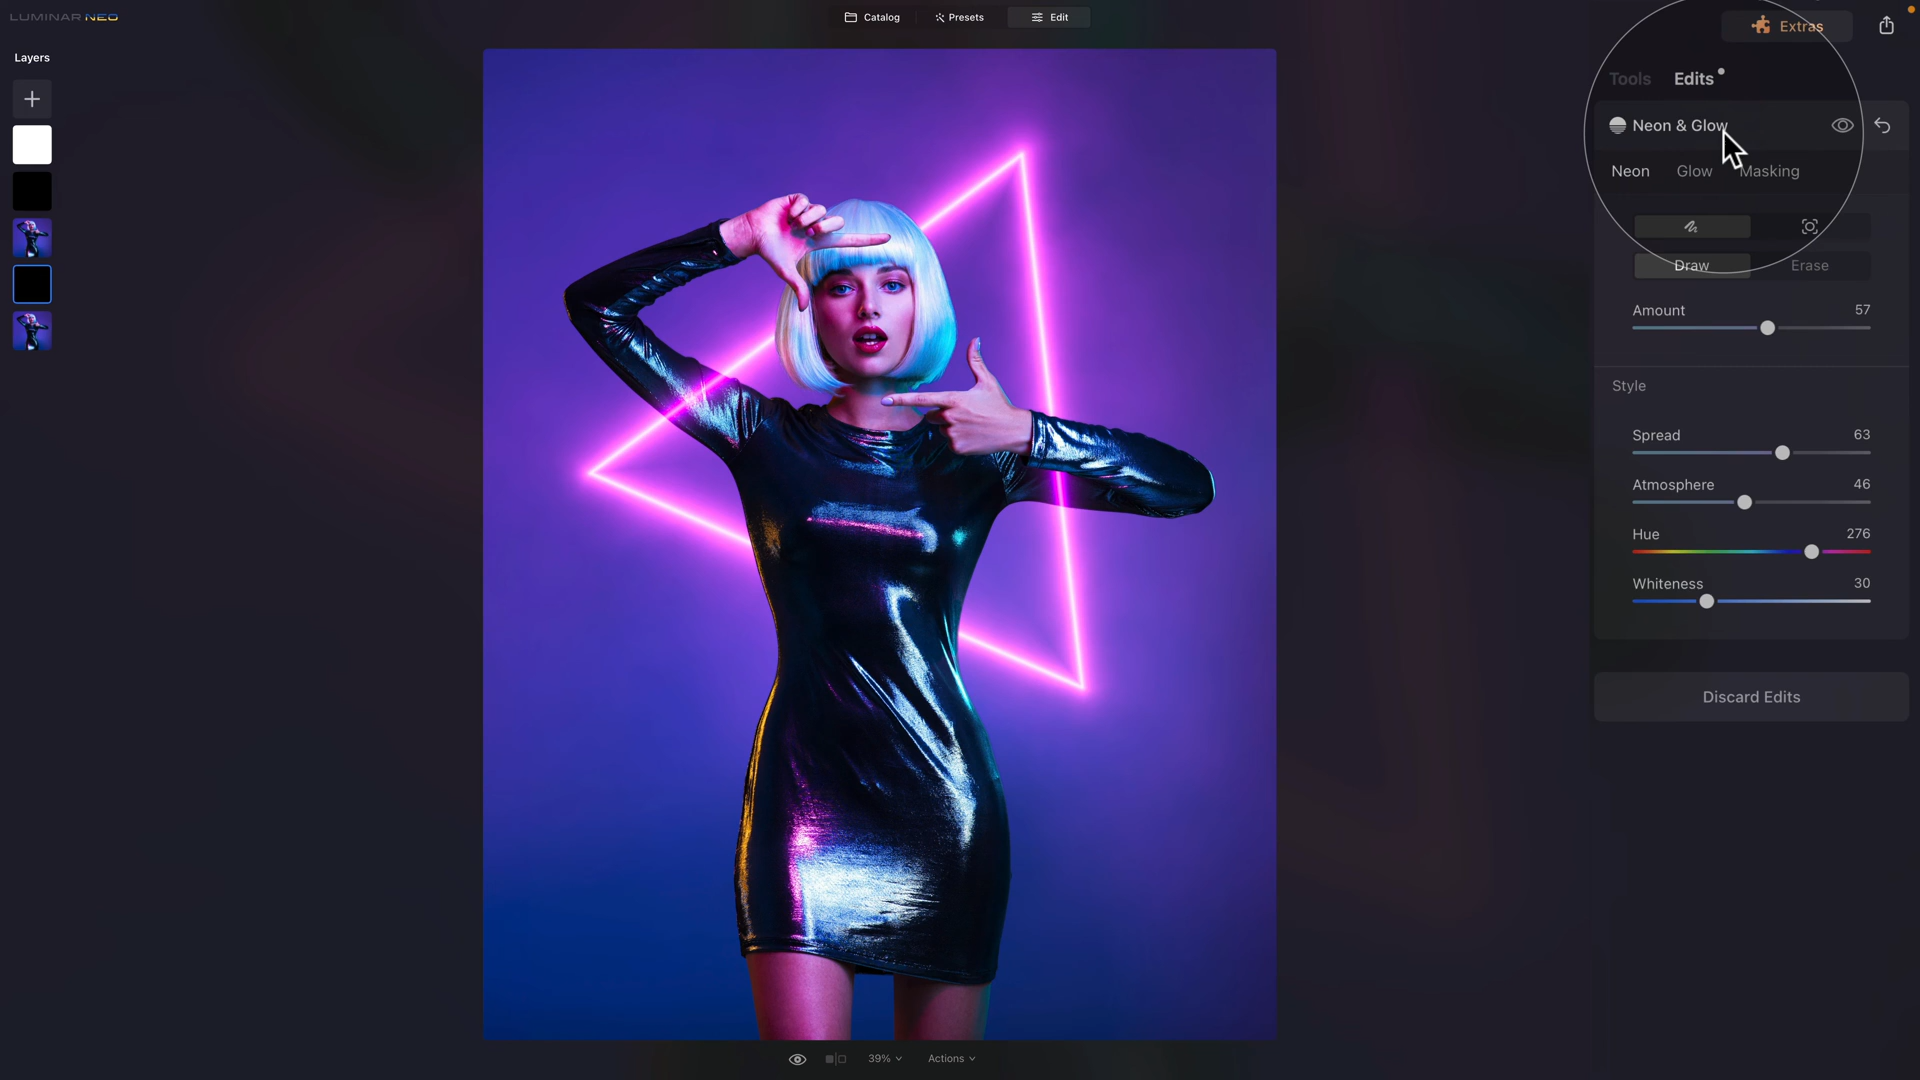 LUMINAR NEO
Catalog
Presets
Edit
Extras
Layers
Tools
Edits
Neon & Glow
Neon
Glow
Masking
Draw
Erase
Amount
57
Style
Spread
63
Atmosphere
46
Hue
276
Whiteness
30
Discard Edits
39%
Actions